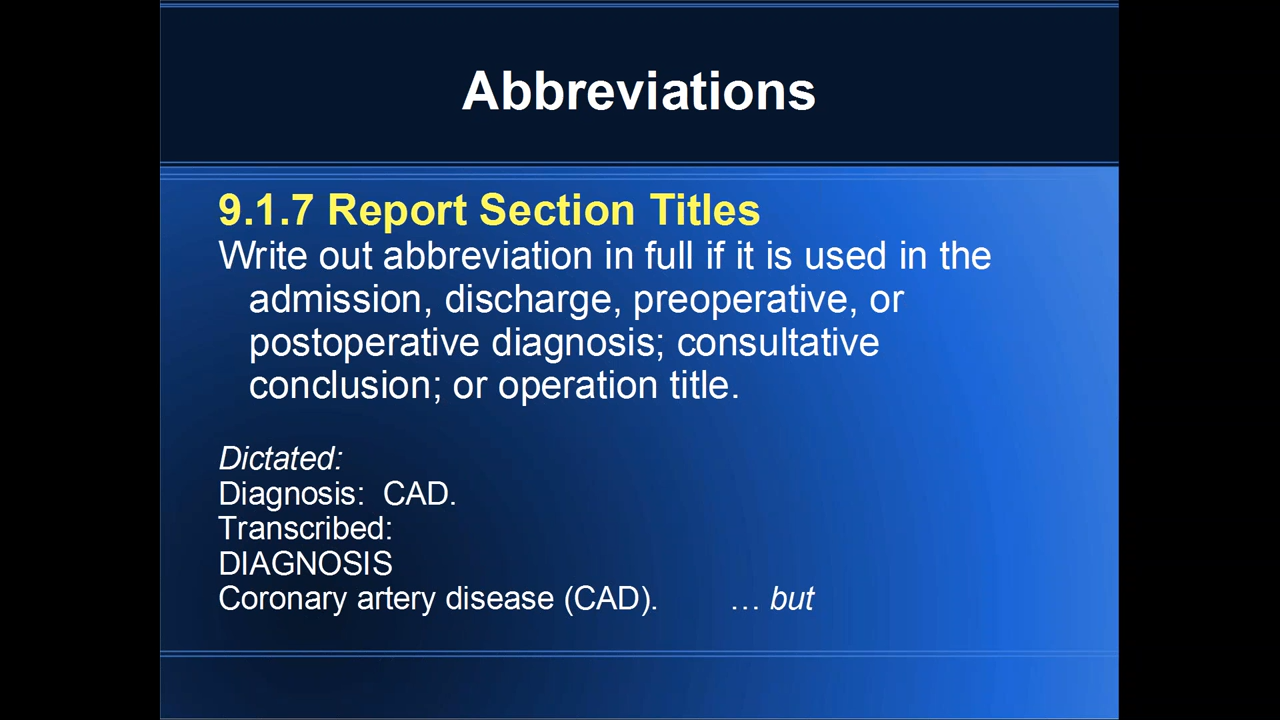 Abbreviations
9.1.7 Report Section Titles
Write out abbreviation in full if it is used in the
admission, discharge, preoperative, or
postoperative diagnosis; consultative
conclusion; or operation title.
Dictated:
Diagnosis:  CAD.
Transcribed:
DIAGNOSIS
Coronary artery disease (CAD).        … but